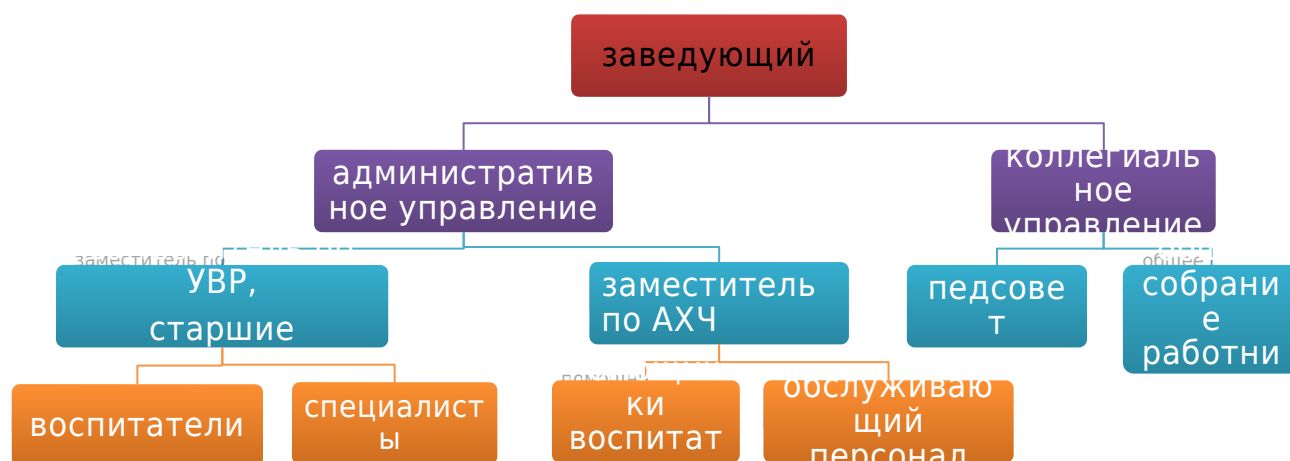 заведующий
административ
ное управление
коллегиаль
ное
управление
заместитель по
УВР,
старшие
заместитель
по АХЧ
педсове
т
общее
собрани
е
работни
воспитатели
специалист
ы
ки
воспитат
обслуживаю
щий
персонал